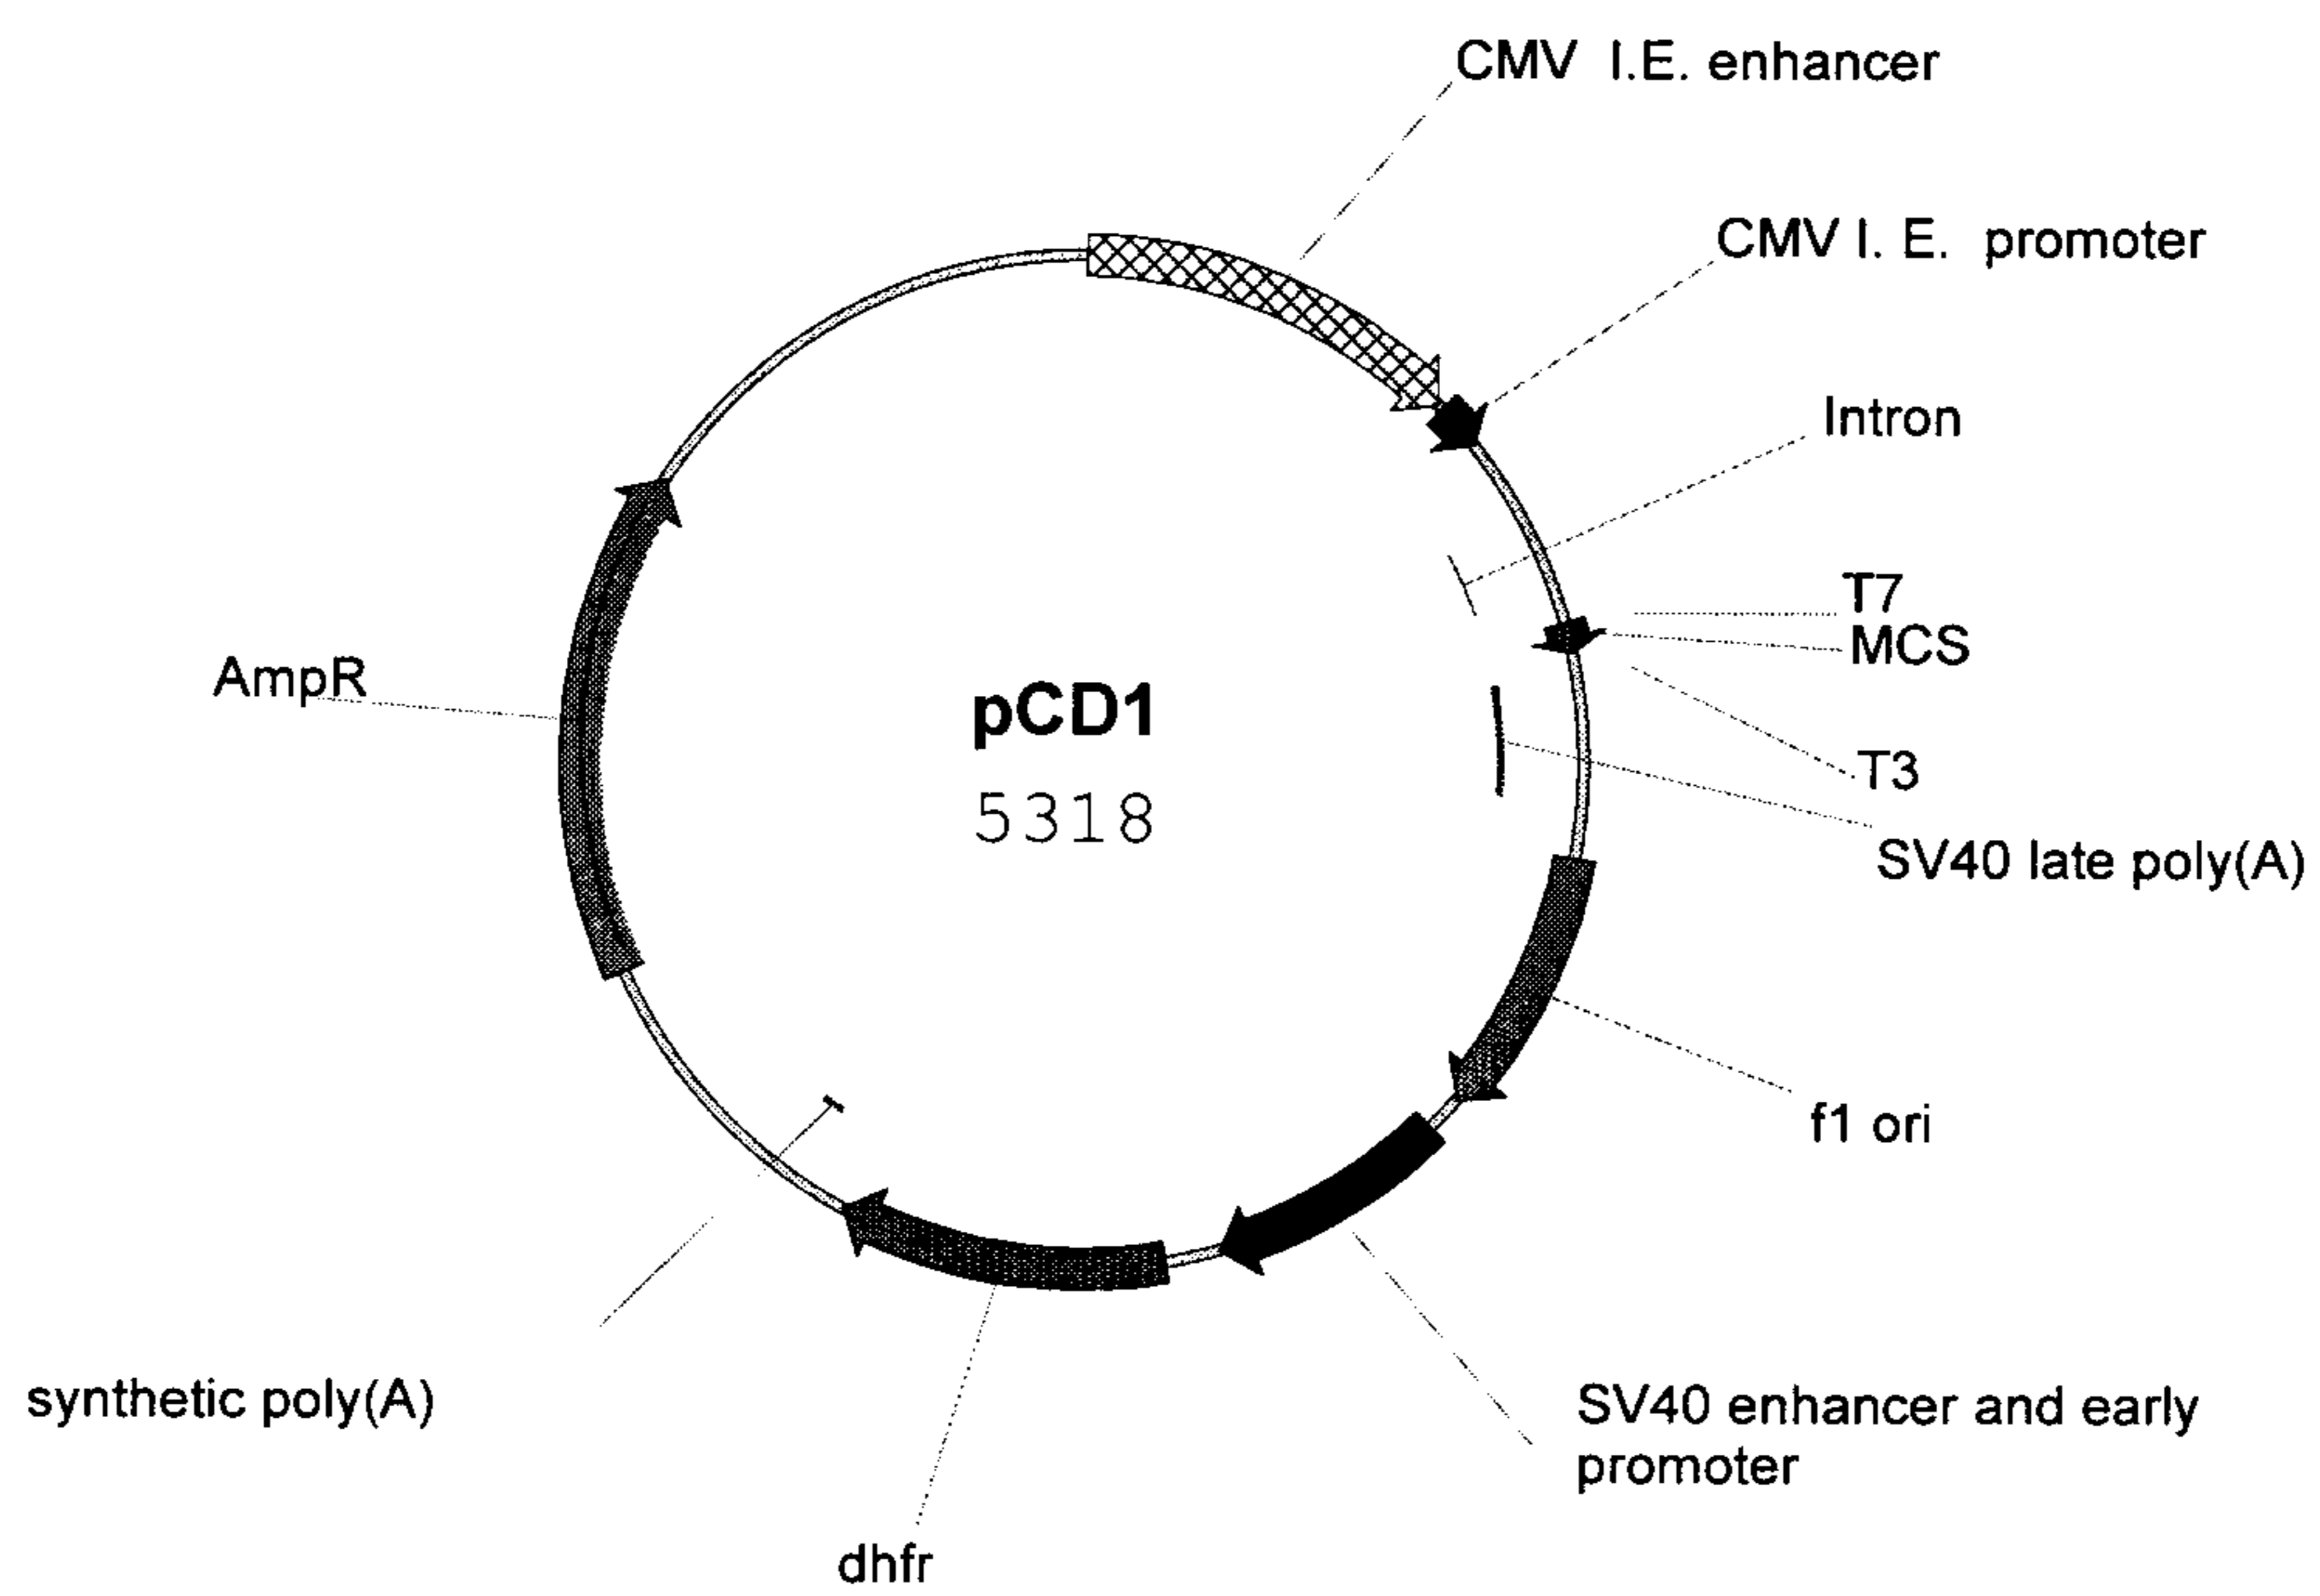 CMV I.E. enhancer
CMV I. E. promoter
Intron
T7
MCS
AmpR
pCD1
5318
T3
SV40 late poly(A)
f1 ori
synthetic poly(A)
SV40 enhancer and early
promoter
dhfr